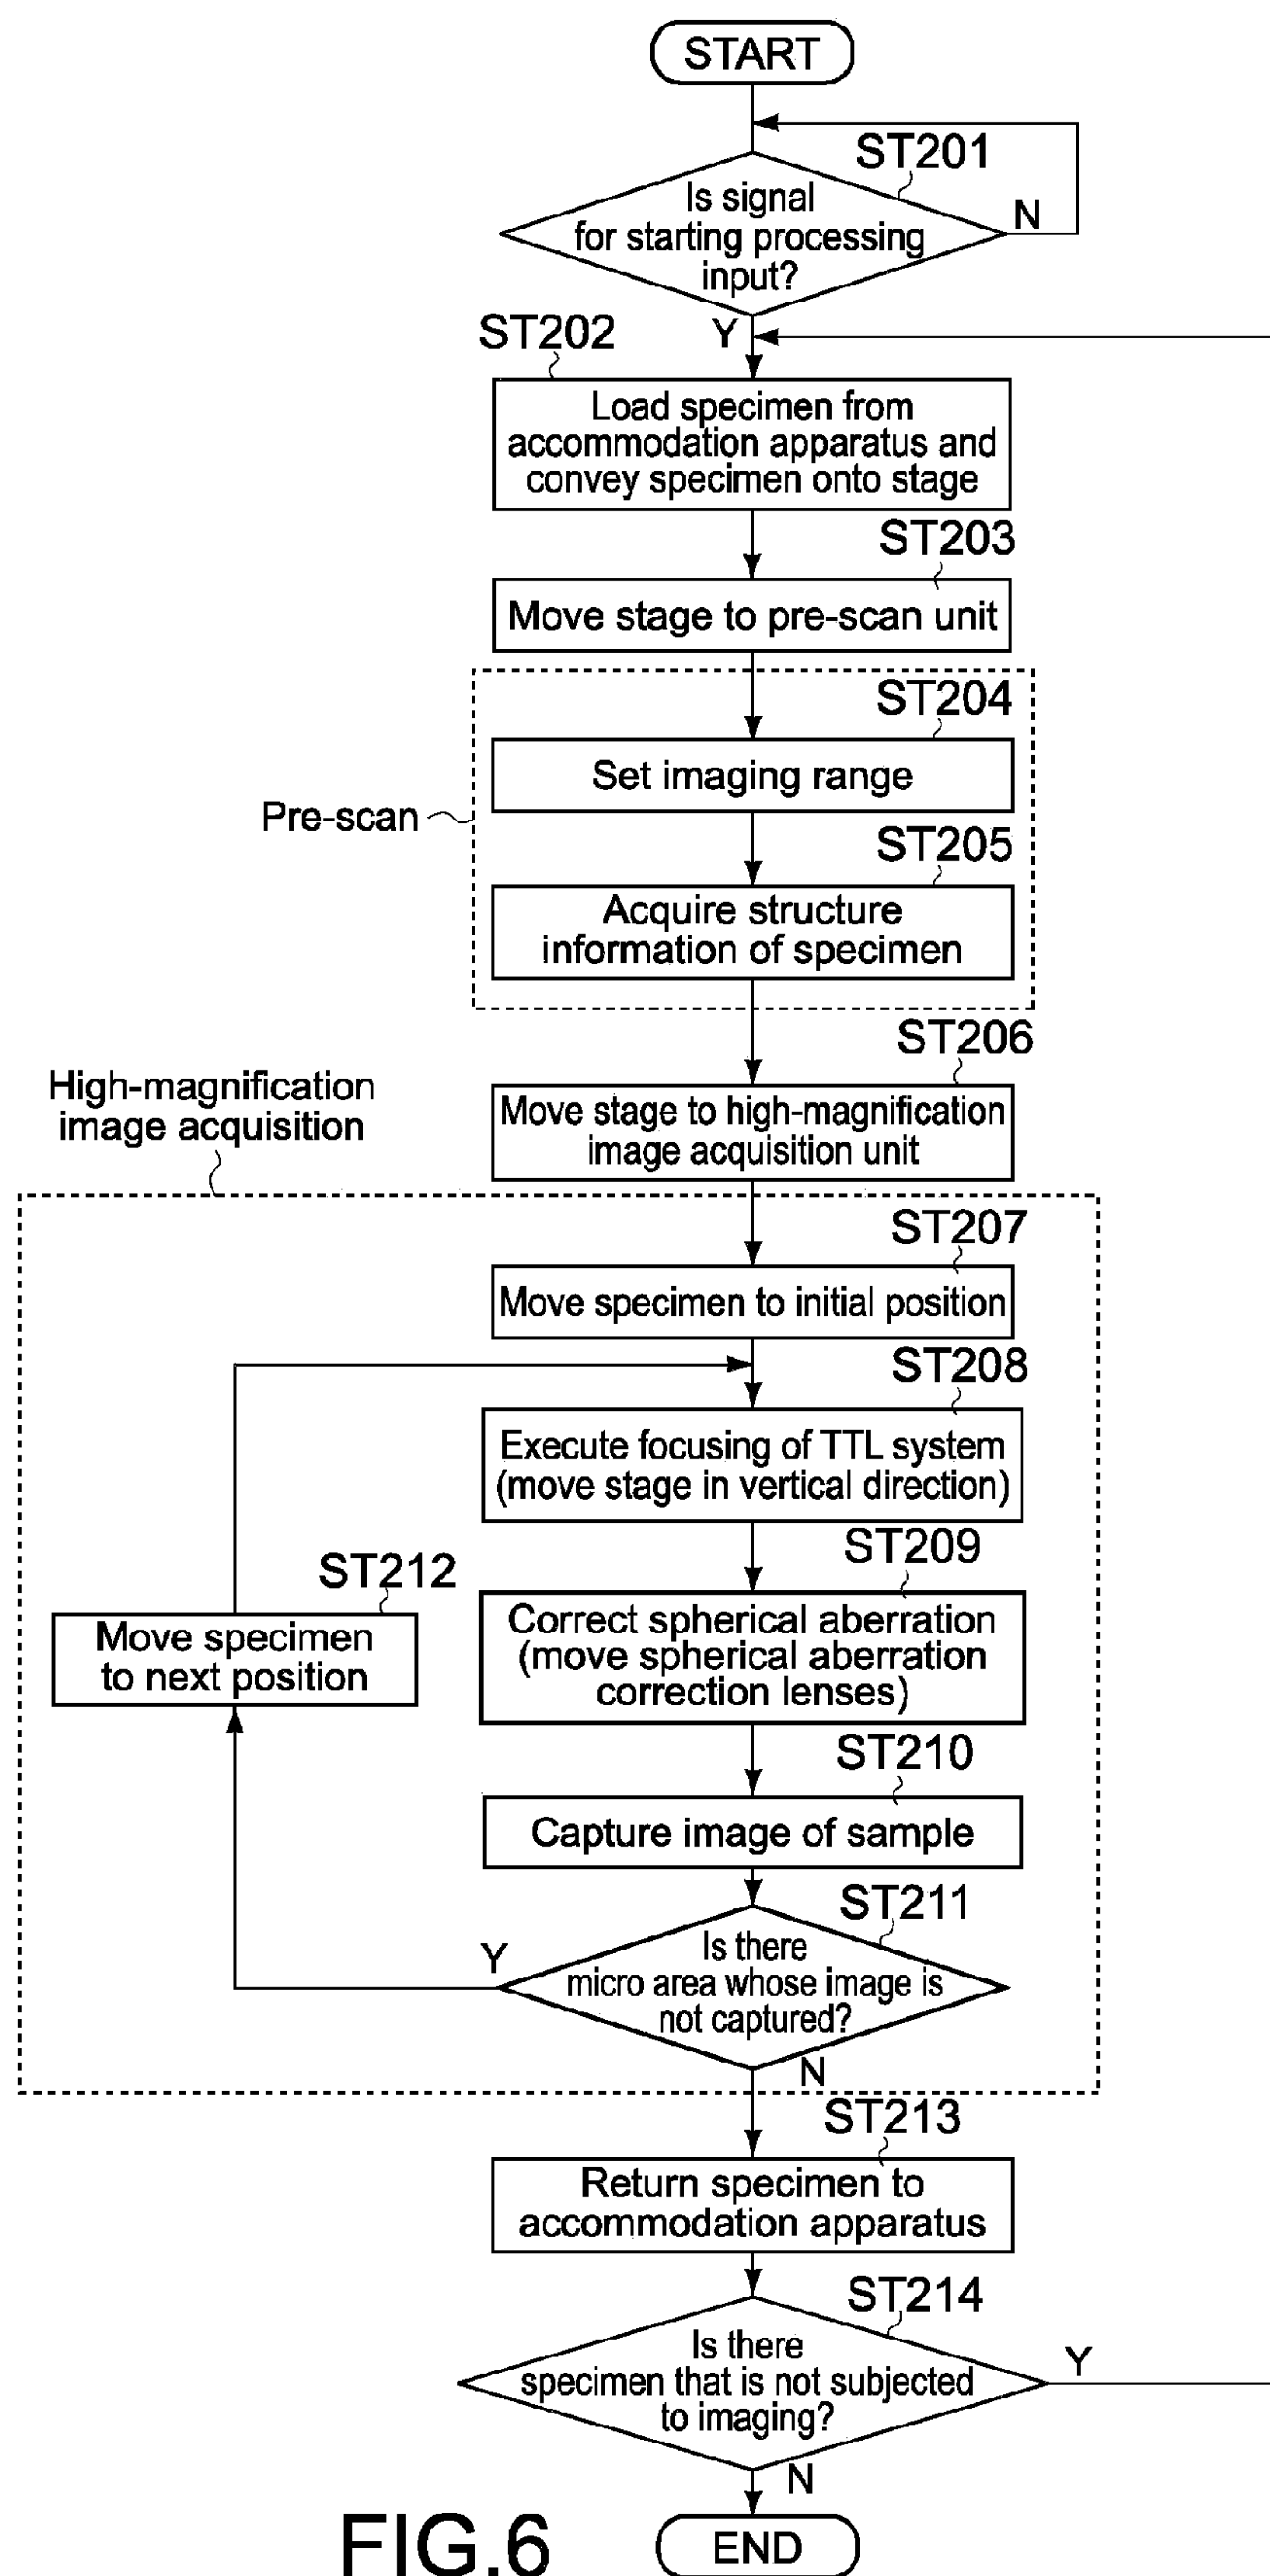 START
ST201
Is signal
for starting processing
input?
N
Y
ST202
Load specimen from
accommodation apparatus and
convey specimen onto stage
ST203
Move stage to pre-scan unit
ST204
Set imaging range
Pre-scan
ST205
Acquire structure
information of specimen
ST206
High-magnification
image acquisition
Move stage to high-magnification
image acquisition unit
ST207
Move specimen to initial position
ST208
Execute focusing of TTL system
(move stage in vertical direction)
ST209
Correct spherical aberration
(move spherical aberration
correction lenses)
ST212
Move specimen
to next position
ST210
Capture image of sample
ST211
Is there
micro area whose image is
not captured?
Y
N
ST213
Return specimen to
accommodation apparatus
ST214
Is there
specimen that is not subjected
to imaging?
Y
N
END
FIG.6